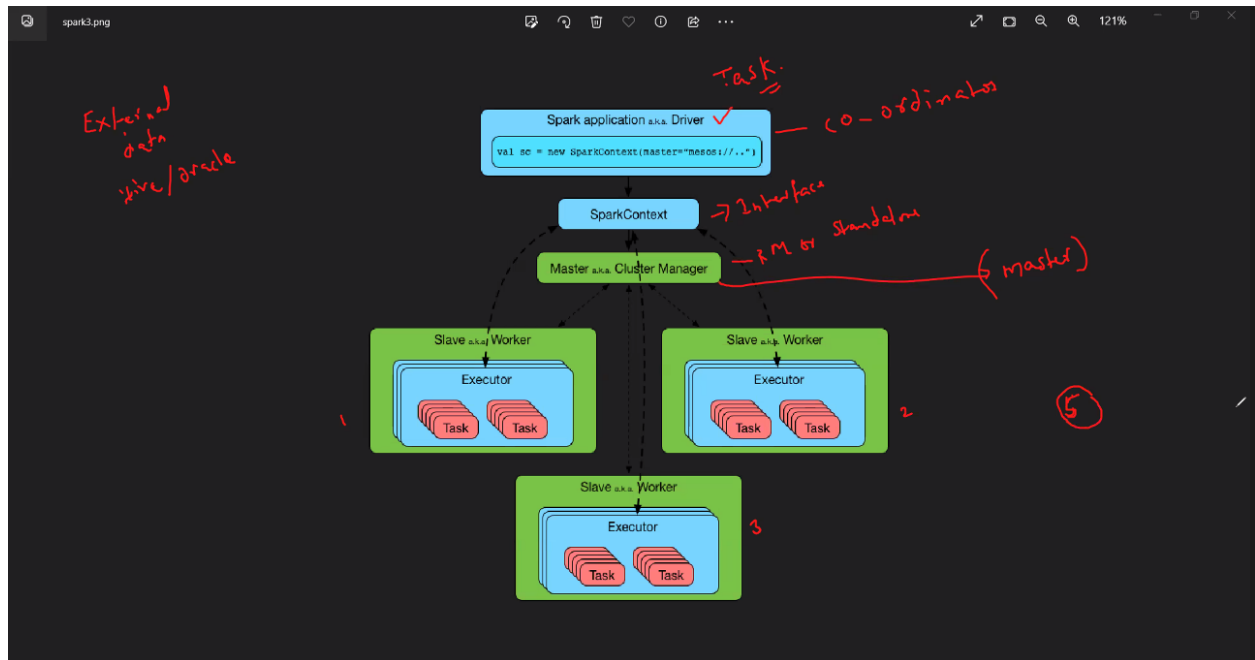 spark3.png
121%
Task.
External
data
Hive/oracle
Spark application a.k.a. Driver
co-ordinator
val sc = new SparkContext(master="mesos://..")
SparkContext
Interface
Master a.k.a. Cluster Manager
RM or Standalone
(master)
Slave a.k.a. Worker
Executor
Task
Task
1
Slave a.k.a. Worker
Executor
Task
Task
2
5
Slave a.k.a. Worker
Executor
Task
Task
3